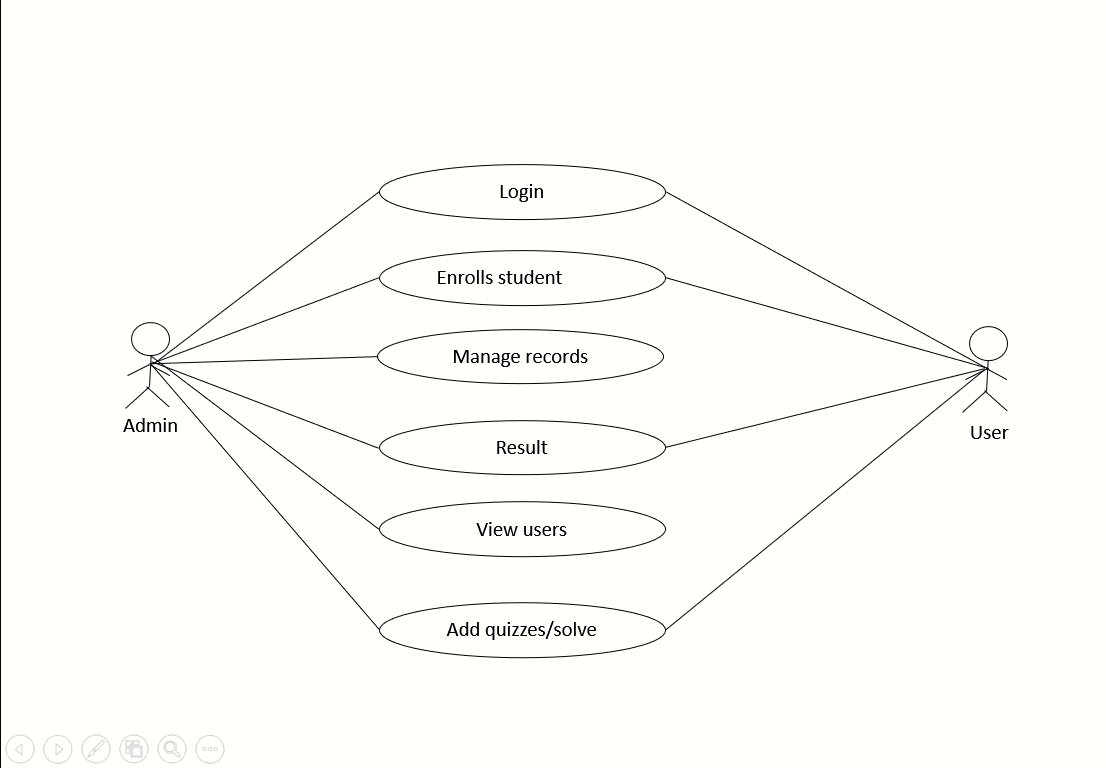 Login
Enrolls student
Manage records
Admin
User
Result
View users
Add quizzes/solve